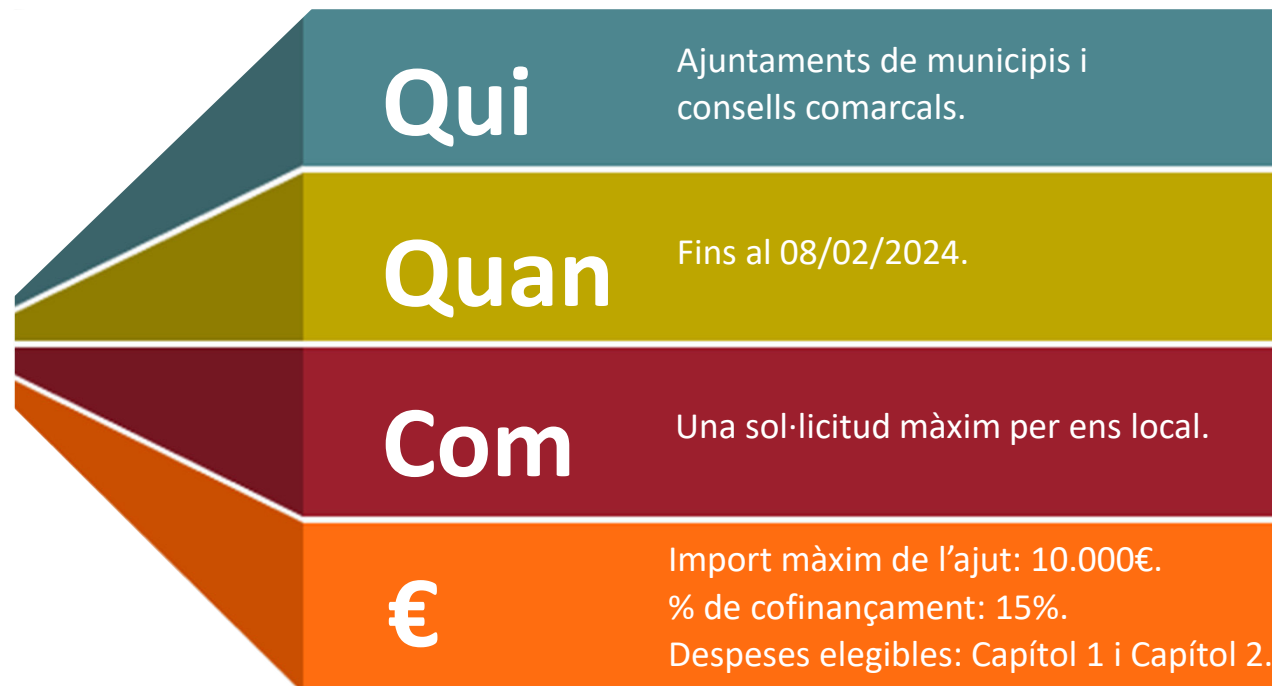 Qui
Ajuntaments de municipis i
consells comarcals.
Quan
Fins al 08/02/2024.
Com
Una sol·licitud màxim per ens local.
€
Import màxim de l’ajut: 10.000€.
% de cofinançament: 15%.
Despeses elegibles: Capítol 1 i Capítol 2.